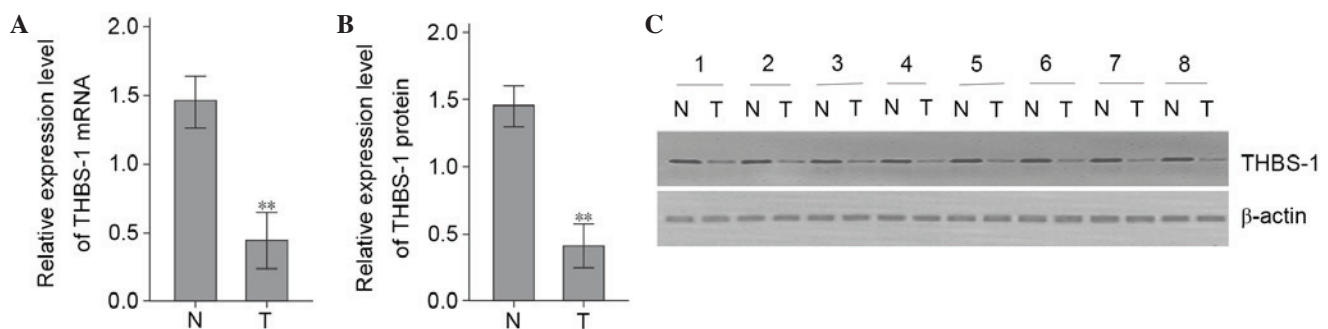 A
Relative expression level
of THBS-1 mRNA
2.0
1.5
1.0
0.5
0.0
**
N T
B
Relative expression level
of THBS-1 protein
2.0
1.5
1.0
0.5
0.0
**
N T
C
1 2 3 4 5 6 7 8
N T N T N T N T N T N T N T N T
THBS-1
β-actin